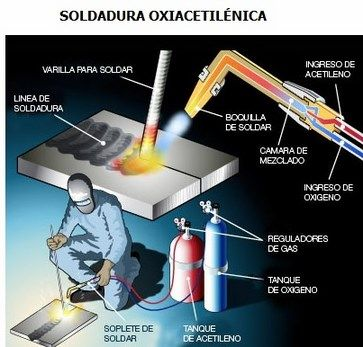 SOLDADURA OXIACETILÉNICA
VARILLA PARA SOLDAR
LINEA DE
SOLDADURA
BOQUILLA
DE SOLDAR
INGRESO DE
ACETILENO
CAMARA DE
MEZCLADO
INGRESO DE
OXIGENO
REGULADORES
DE GAS
TANQUE
DE OXIGENO
SOPLETE DE
SOLDAR
TANQUE
DE ACETILENO